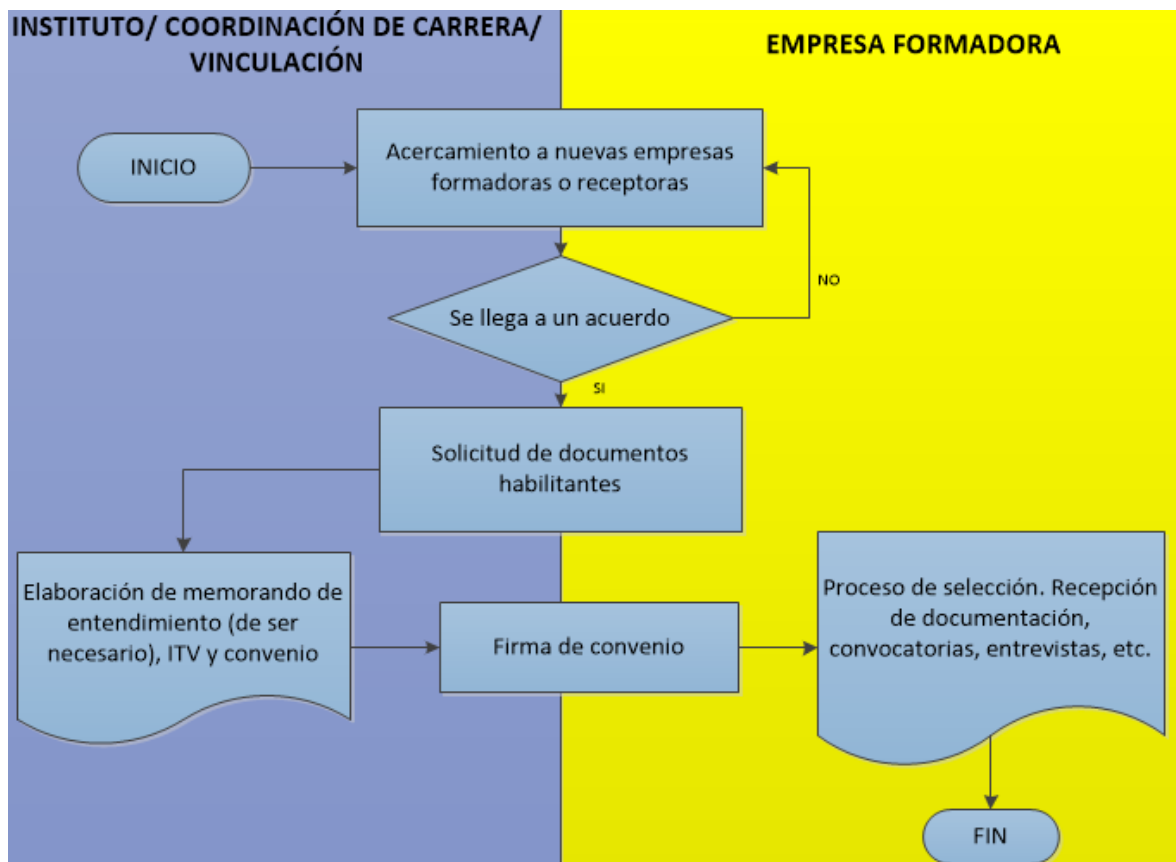 INSTITUTO/ COORDINACIÓN DE CARRERA/
VINCULACIÓN
EMPRESA FORMADORA
INICIO
Acercamiento a nuevas empresas
formadoras o receptoras
NO
Se llega a un acuerdo
SI
Solicitud de documentos
habilitantes
Elaboración de memorando de
entendimiento (de ser
necesario), ITV y convenio
Firma de convenio
Proceso de selección. Recepción
de documentación,
convocatorias, entrevistas, etc.
FIN